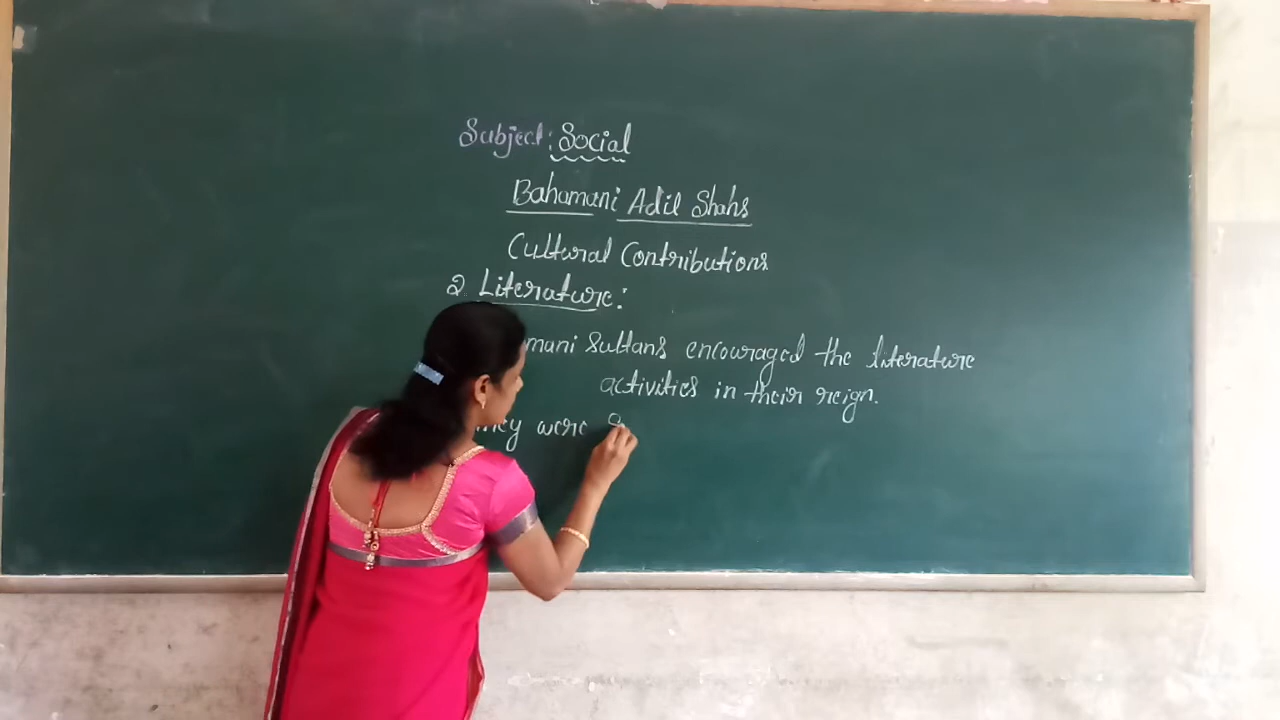 Subject: Social
Bahamani Adil Shahs
Cultural Contributions
2. Literature:
mani Sultans encouraged the literature
activities in their reign.
were